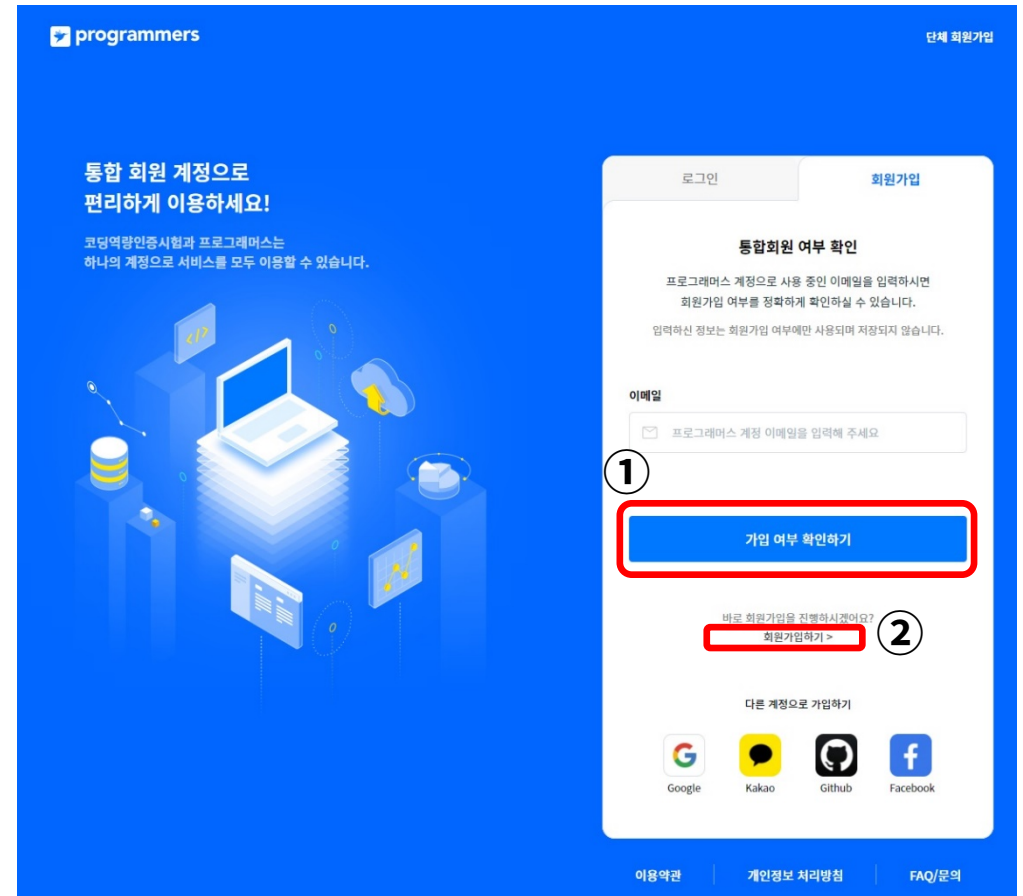 programmers
단체 회원가입
통합 회원 계정으로
편리하게 이용하세요!
코딩역량인증시험과 프로그래머스는
하나의 계정으로 서비스를 모두 이용할 수 있습니다.
</>
로그인
회원가입
통합회원 여부 확인
프로그래머스 계정으로 사용 중인 이메일을 입력하시면
회원가입 여부를 정확하게 확인하실 수 있습니다.
입력하신 정보는 회원가입 여부에만 사용되며 저장되지 않습니다.
이메일
프로그래머스 계정 이메일을 입력해 주세요
①
가입 여부 확인하기
바로 회원가입을 진행하시겠어요?
회원가입하기 >
②
다른 계정으로 가입하기
Google
Kakao
Github
Facebook
이용약관
개인정보 처리방침
FAQ/문의